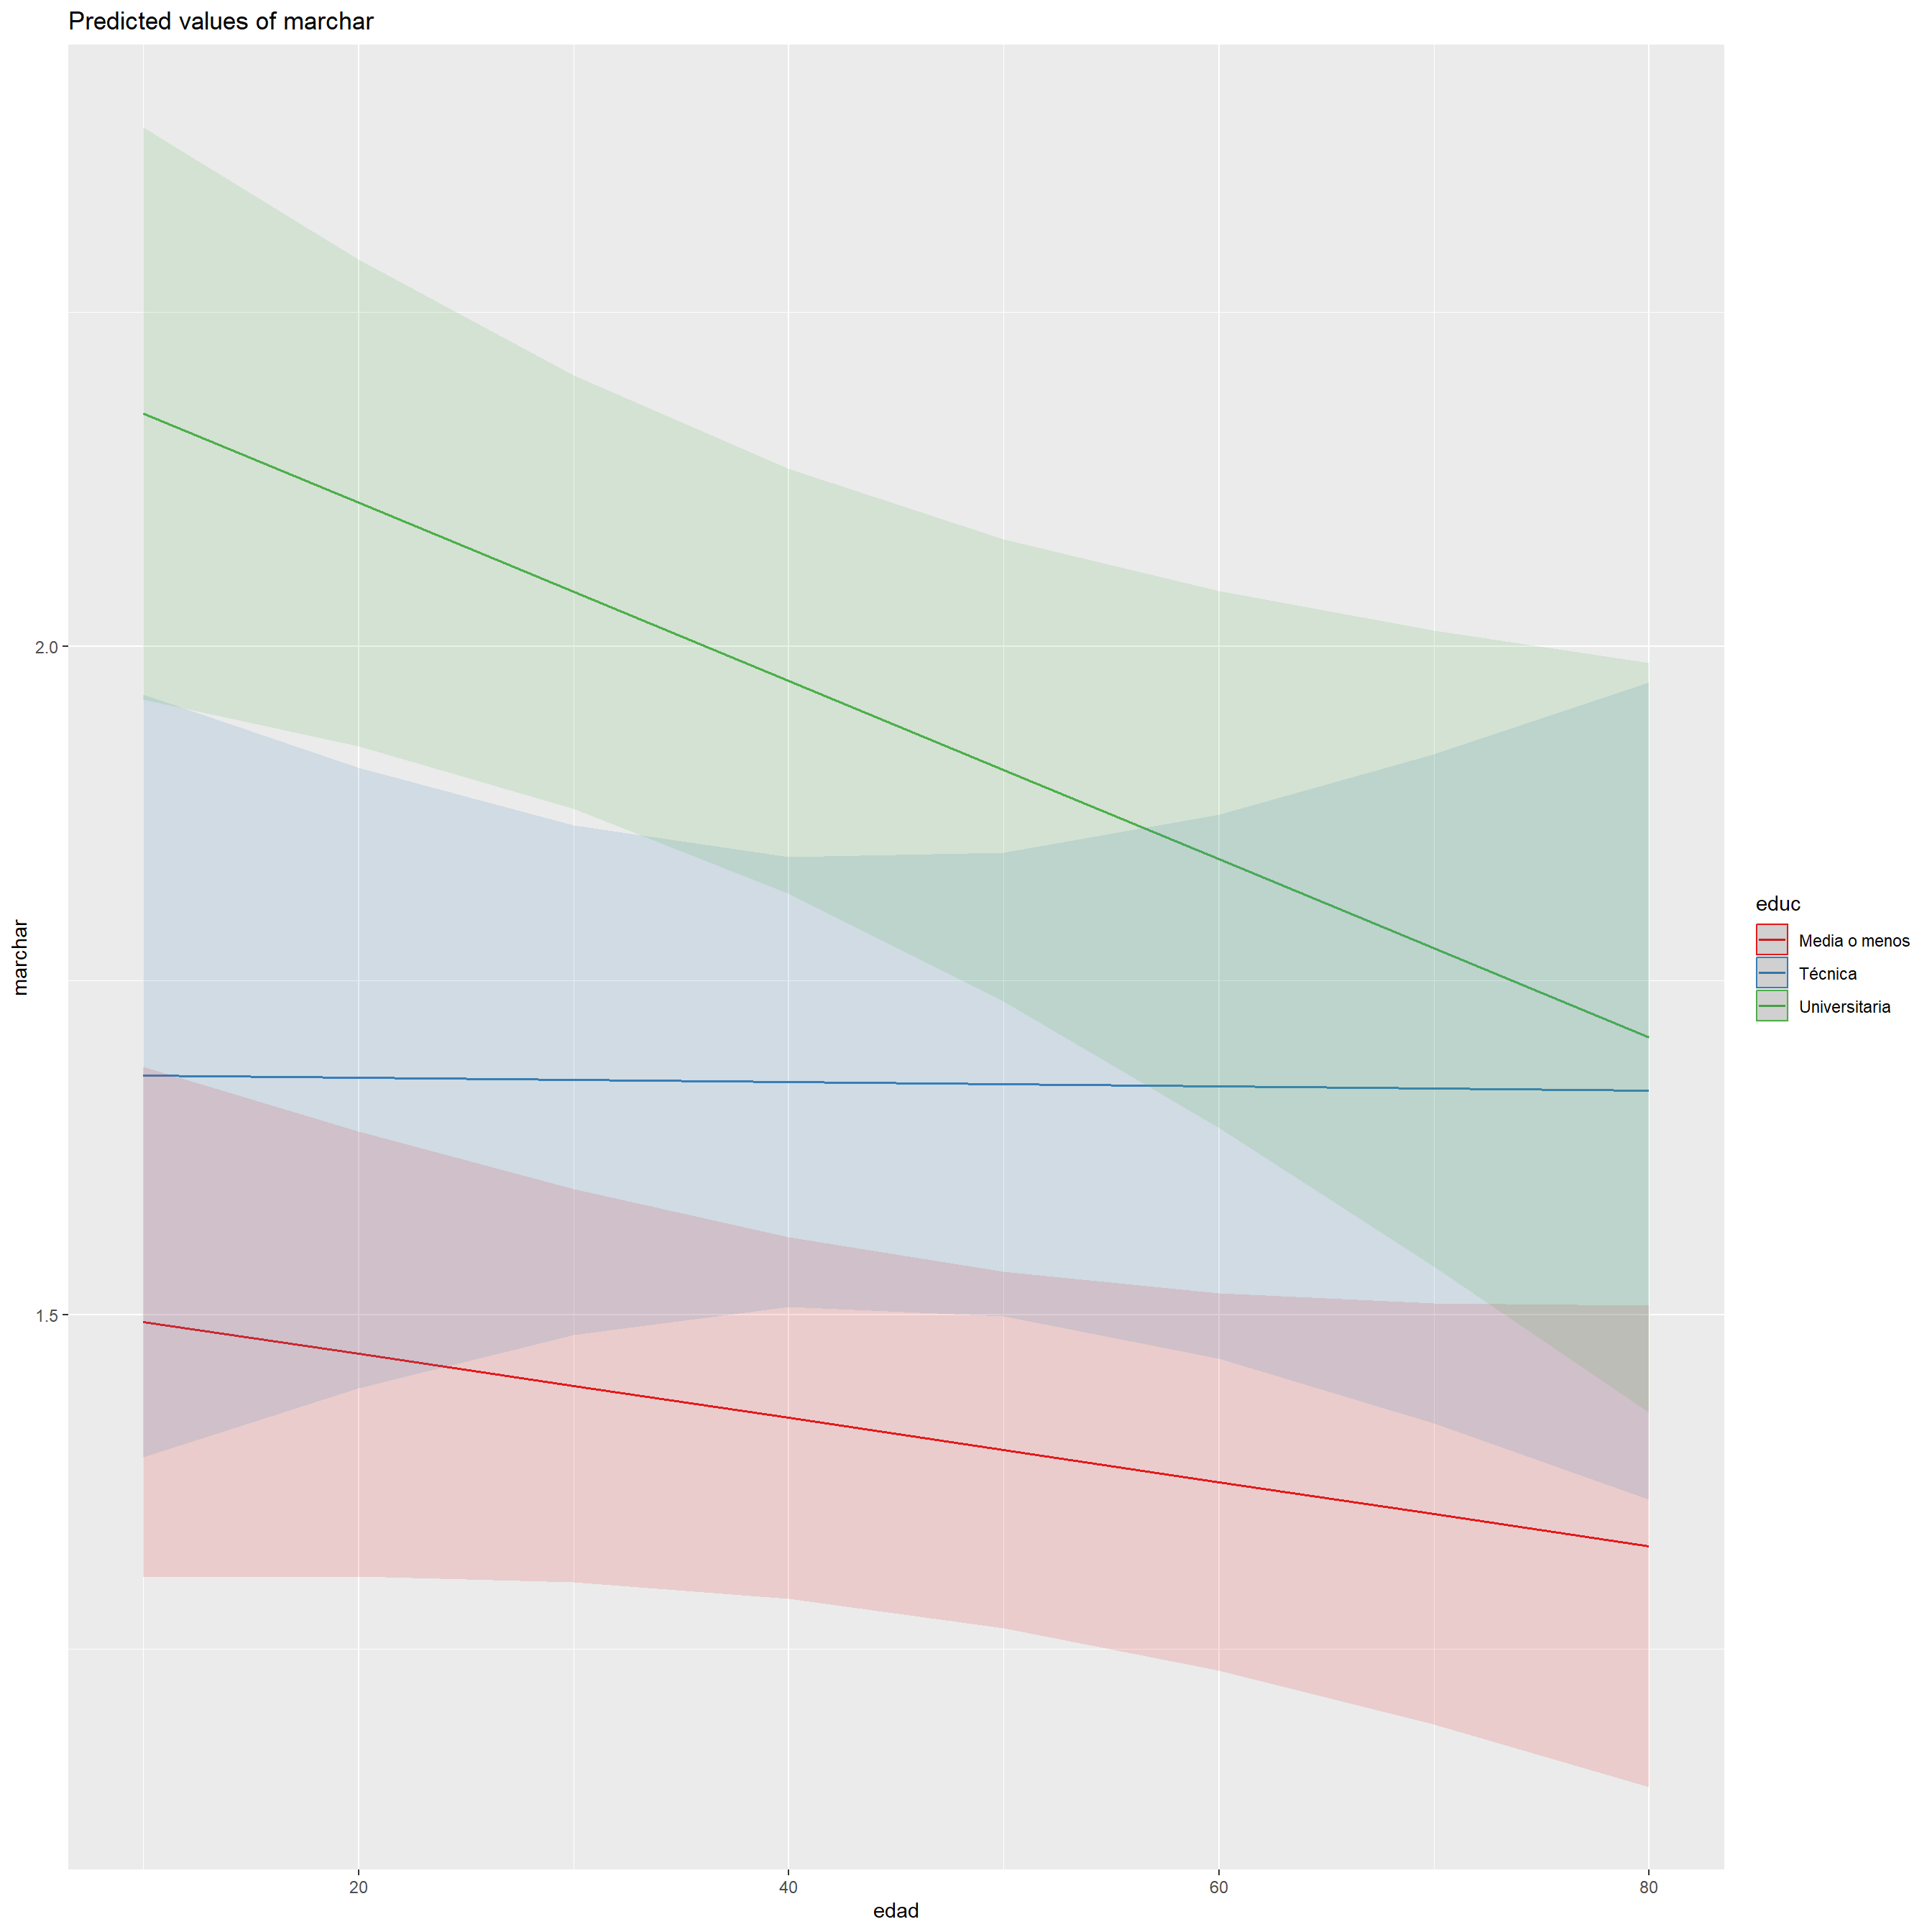 Predicted values of marchar
marchar
2.0
1.5
20
40
60
80
edad
educ
Media o menos
Técnica
Universitaria